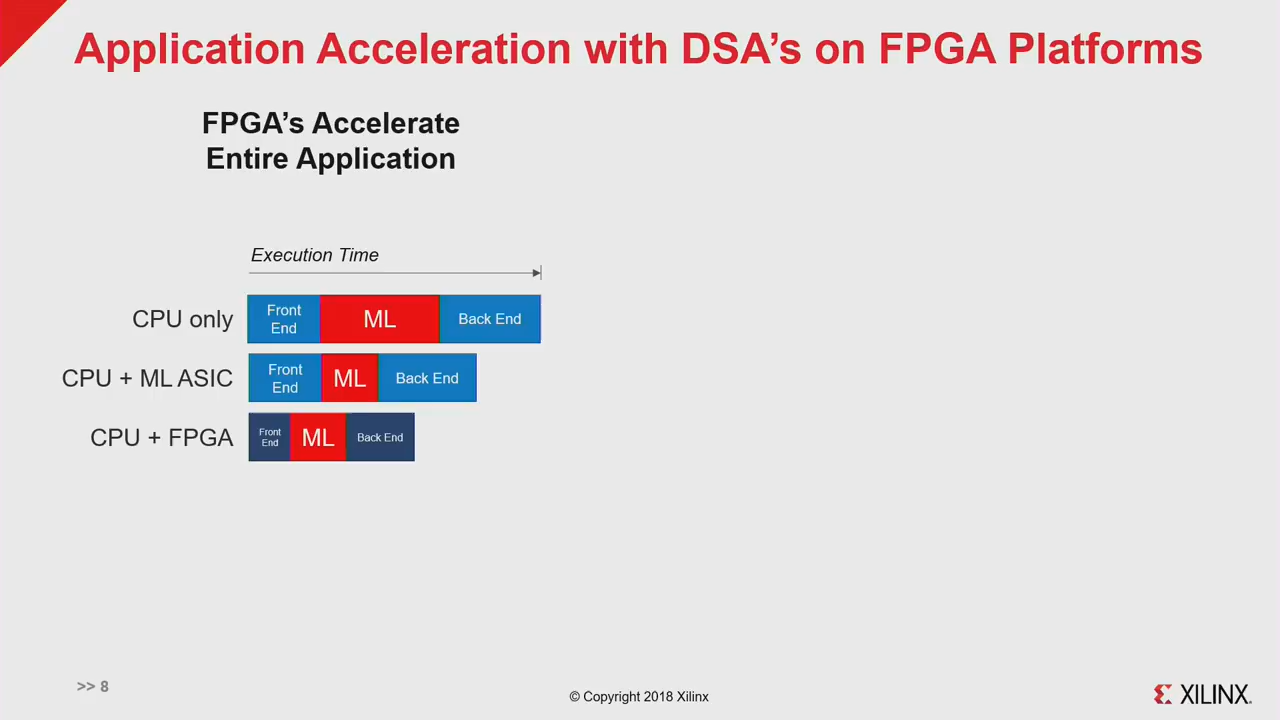 Application Acceleration with DSA's on FPGA Platforms
FPGA's Accelerate
Entire Application
Execution Time
CPU only
Front
End
ML
Back End
CPU + ML ASIC
Front
End
ML
Back End
CPU + FPGA
Front
End
ML
Back End
>> 8
© Copyright 2018 Xilinx
XILINX.